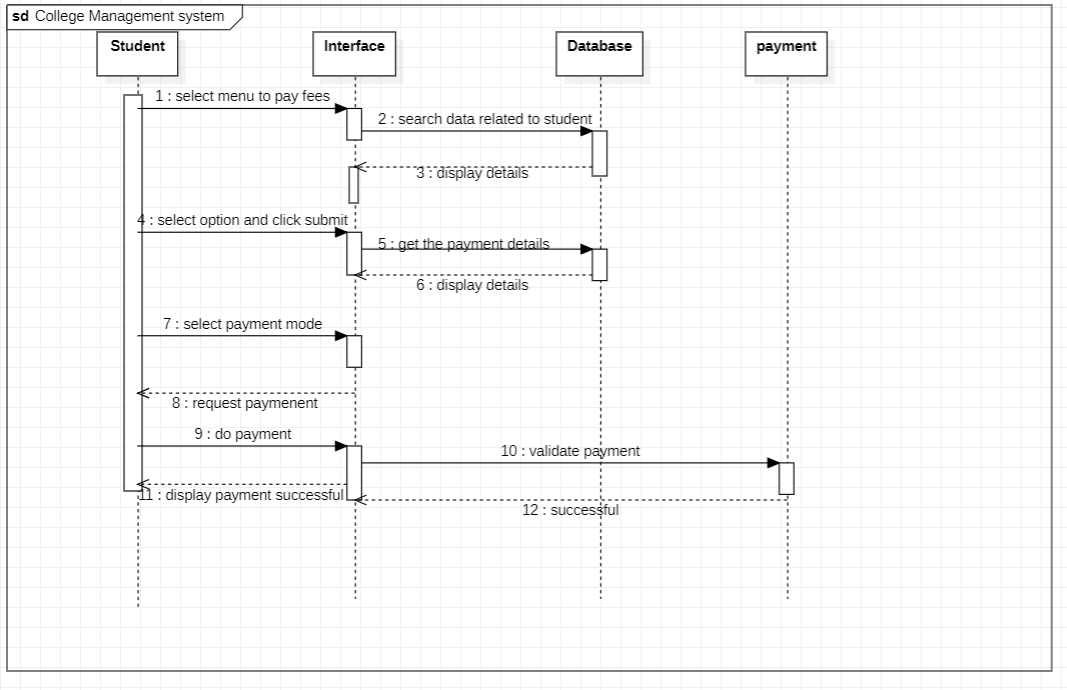 sd College Management system
Student
Interface
Database
payment
1 : select menu to pay fees
2 : search data related to student
3 : display details
4 : select option and click submit
5 : get the payment details
6 : display details
7 : select payment mode
8 : request paymenent
9 : do payment
10 : validate payment
11 : display payment successful
12 : successful